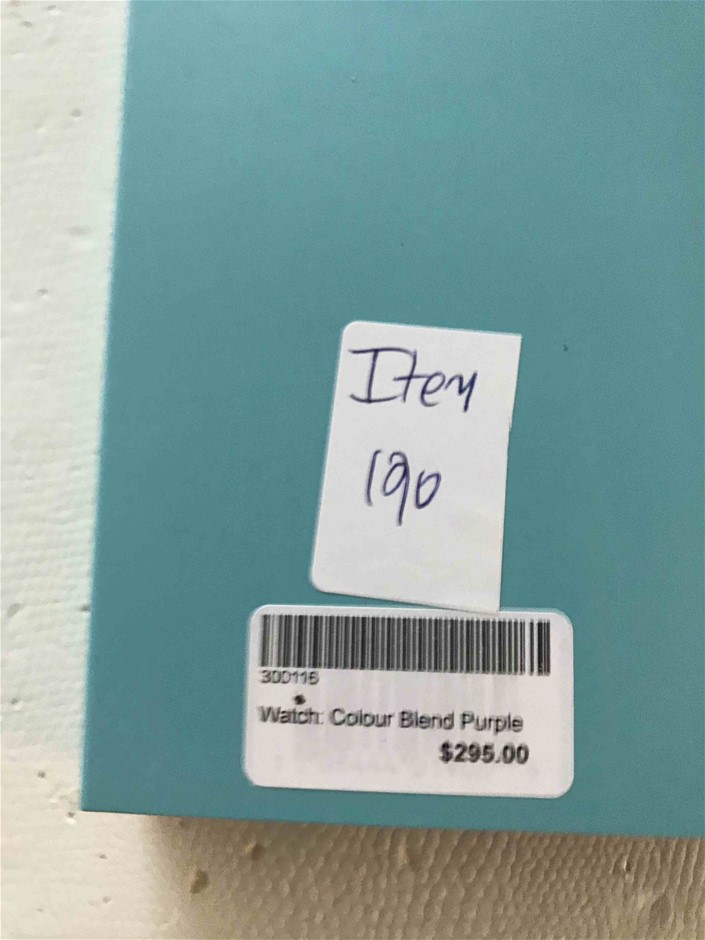 Item
190
300116
Watch: Colour Blend Purple
$295.00